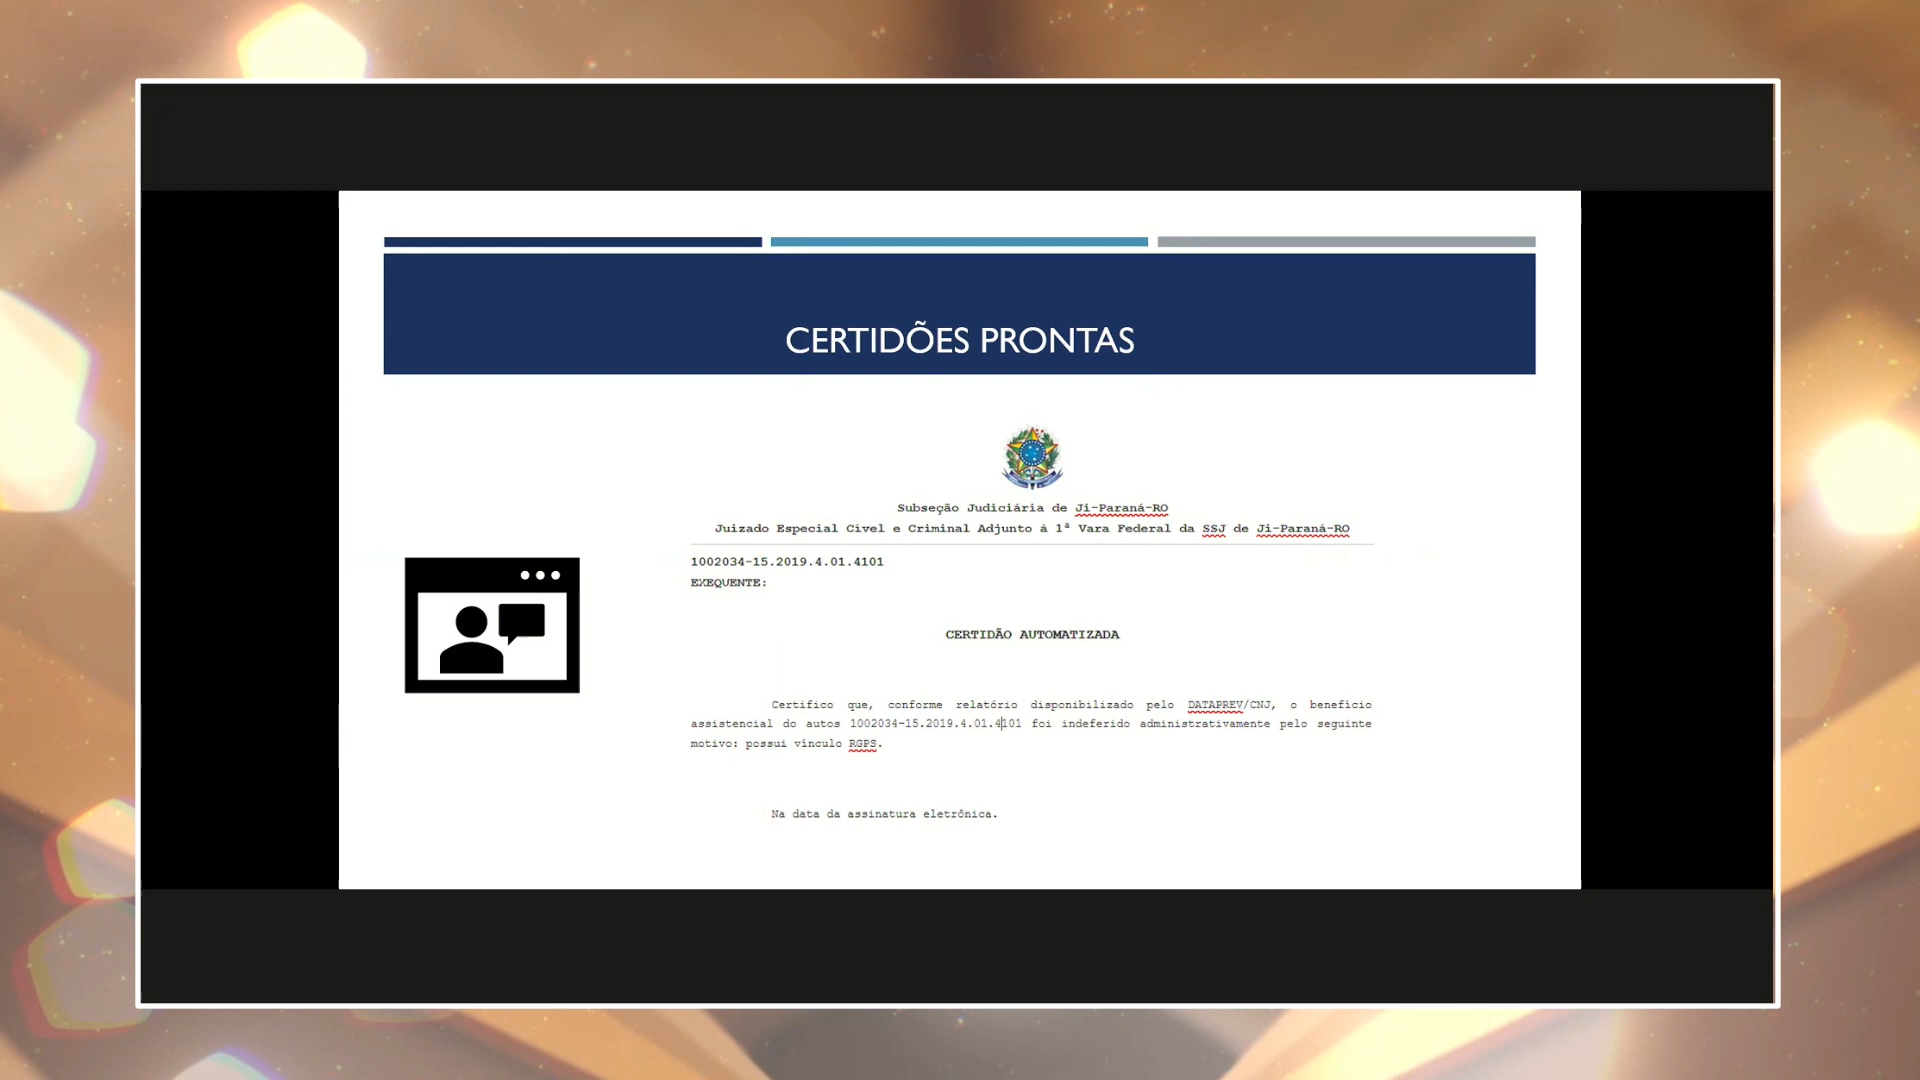 CERTIDÕES PRONTAS
Subseção Judiciária de Ji-Paraná-RO
Juizado Especial Cível e Criminal Adjunto à 1ª Vara Federal da SSJ de Ji-Paraná-RO
1002034-15.2019.4.01.4101
EXEQUENTE:
CERTIDÃO AUTOMATIZADA
Certifico que, conforme relatório disponibilizado pelo DATAPREV/CNJ, o benefício
assistencial do autos 1002034-15.2019.4.01.4101 foi indeferido administrativamente pelo seguinte
motivo: possui vínculo RGPS.
Na data da assinatura eletrônica.